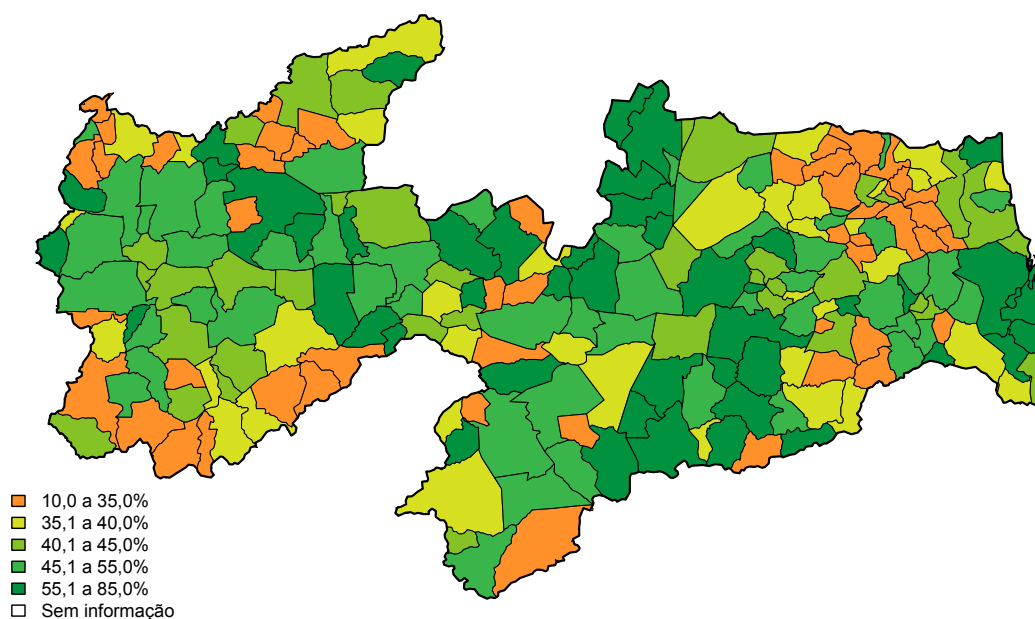 10,0 a 35,0%
35,1 a 40,0%
40,1 a 45,0%
45,1 a 55,0%
55,1 a 85,0%
Sem informação